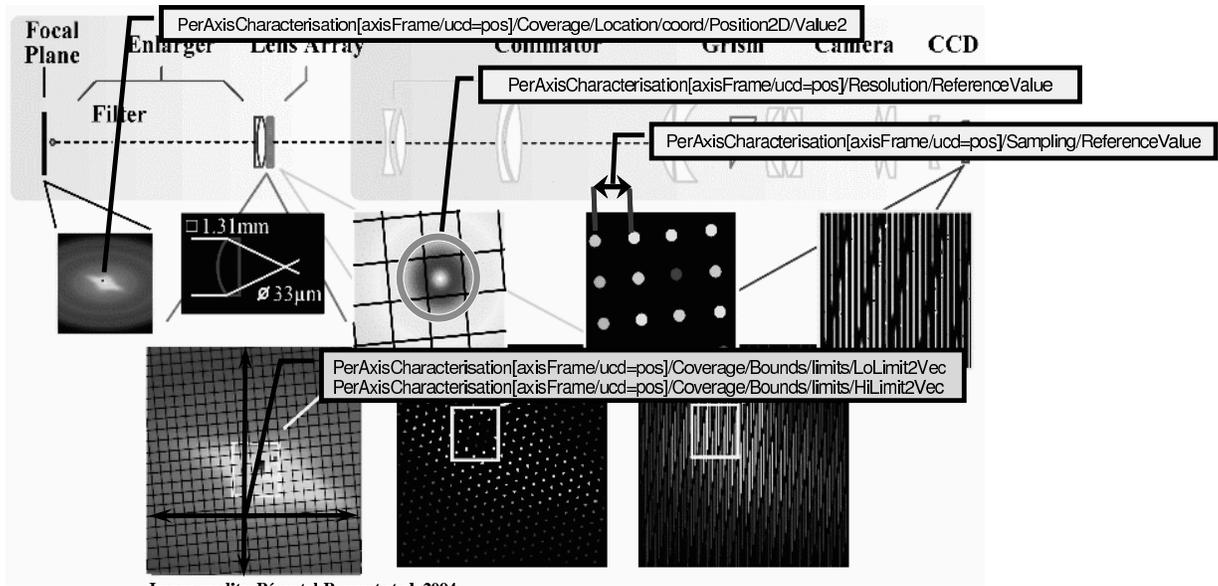 PerAxisCharacterisation[axisFrame/ucd=pos]/Coverage/Location/coord/Position2D/Value2
Focal
Plane
Enlarger
Lens Array
Collimator
Grism
Camera
CCD
PerAxisCharacterisation[axisFrame/ucd=pos]/Resolution/ReferenceValue
Filter
PerAxisCharacterisation[axisFrame/ucd=pos]/Sampling/ReferenceValue
□ 1.31mm
ø 33µm
PerAxisCharacterisation[axisFrame/ucd=pos]/Coverage/Bounds/limits/LoLimit2Vec
PerAxisCharacterisation[axisFrame/ucd=pos]/Coverage/Bounds/limits/HiLimit2Vec